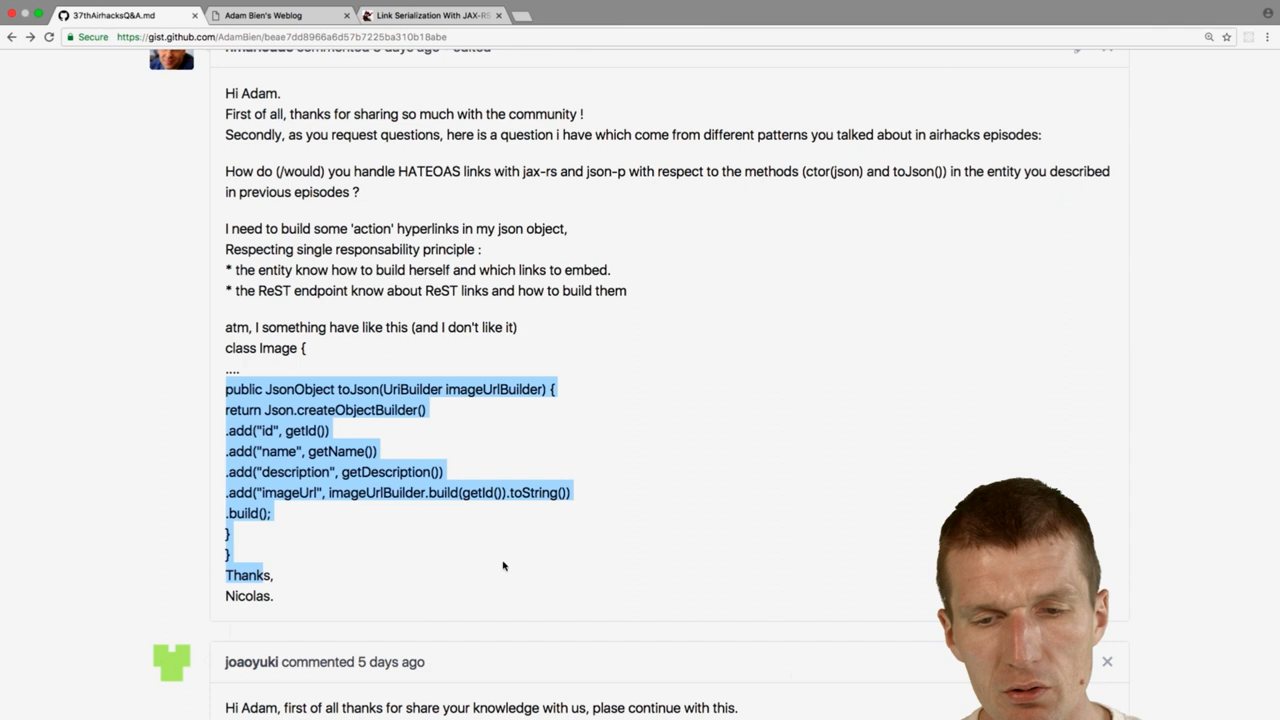 37thAirhacksQ&A.md
Adam Bien's Weblog
Link Serialization With JAX-RS
Secure
https://gist.github.com/AdamBien/beae7dd8966a6d57b7225ba310b18abe
commented 5 days ago - edited
Hi Adam.
First of all, thanks for sharing so much with the community !
Secondly, as you request questions, here is a question i have which come from different patterns you talked about in airhacks episodes:
How do (/would) you handle HATEOAS links with jax-rs and json-p with respect to the methods (ctor(json) and toJson()) in the entity you described
in previous episodes ?
I need to build some 'action' hyperlinks in my json object,
Respecting single responsability principle :
* the entity know how to build herself and which links to embed.
* the ReST endpoint know about ReST links and how to build them
atm, I something have like this (and I don't like it)
class Image {
....
public JsonObject toJson(UriBuilder imageUrlBuilder) {
return Json.createObjectBuilder()
.add("id", getId())
.add("name", getName())
.add("description", getDescription())
.add("imageUrl", imageUrlBuilder.build(getId()).toString())
.build();
}
}
Thanks,
Nicolas.
joaoyuki commented 5 days ago
Hi Adam, first of all thanks for share your knowledge with us, plase continue with this.